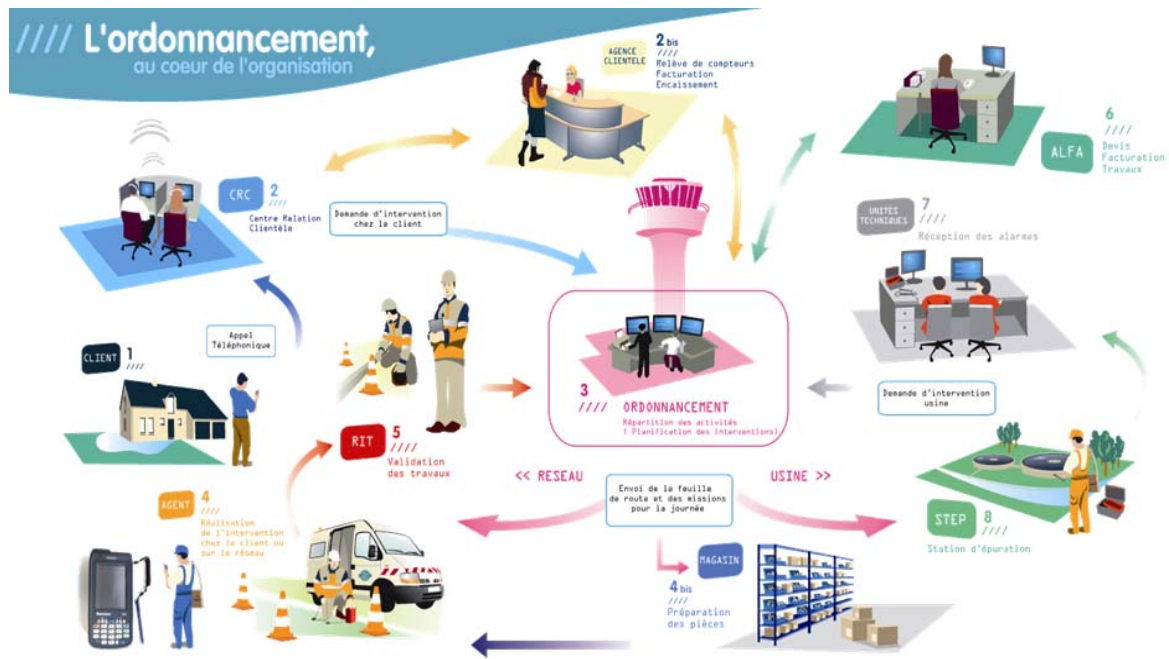 //// L'ordonnancement,
au coeur de l'organisation
AGENCE
CLIENTELE
2 bis
////
Relève de compteurs
Facturation
Encaissement
6
////
ALFA
Devis
Facturation
Travaux
CRC
2
////
Centre Relation
Clientèle
Demande d'intervention
chez le client
UNITES
TECHNIQUES
7
////
Réception des alarmes
Appel
Téléphonique
CLIENT
1
////
3
//// ORDONNANCEMENT
Répartition des activités
( Planification des Interventions)
Demande d'intervention
usine
RIT
5
////
Validation
des travaux
<< RESEAU
USINE >>
Envoi de la feuille
de route et des missions
pour la journée
AGENT
4
////
Réalisation
de l'intervention
chez le client ou
sur le réseau
STEP
8
////
Station d'épuration
MAGASIN
4 bis
////
Préparation
des pièces